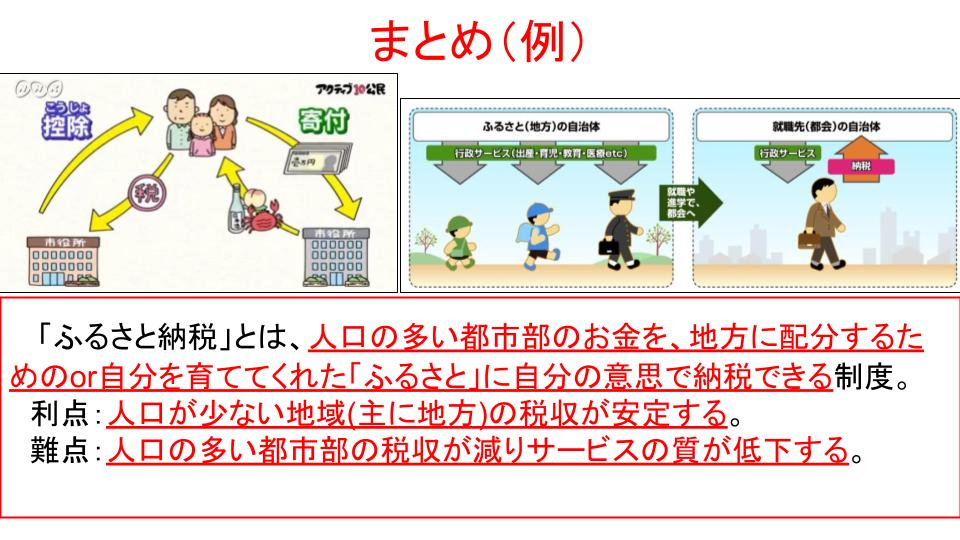 まとめ（例）
NHK
アクティブ10公民
こうじょ
控除
寄付
壱万円
税
市役所
市役所
ふるさと（地方）の自治体
行政サービス（出産・育児・教育・医療etc）
就職や
進学で、
都会へ
就職先（都会）の自治体
行政サービス
納税
「ふるさと納税」とは、人口の多い都市部のお金を、地方に配分するた
めのor自分を育ててくれた「ふるさと」に自分の意思で納税できる制度。
利点：人口が少ない地域(主に地方)の税収が安定する。
難点：人口の多い都市部の税収が減りサービスの質が低下する。